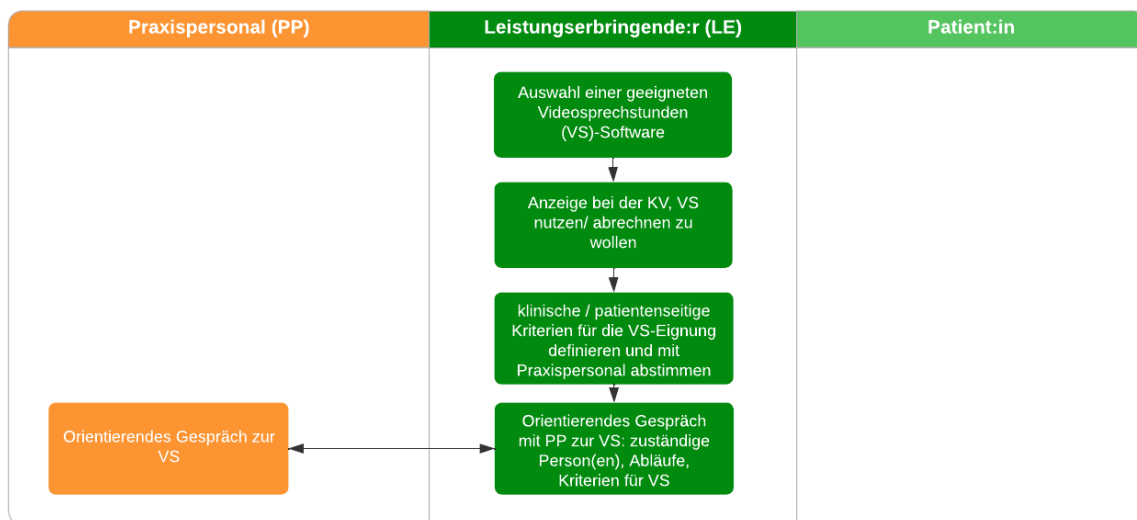 Praxispersonal (PP)
Leistungserbringende:r (LE)
Patient:in
Auswahl einer geeigneten
Videosprechstunden
(VS)-Software
Anzeige bei der KV, VS
nutzen/ abrechnen zu
wollen
klinische / patientenseitige
Kriterien für die VS-Eignung
definieren und mit
Praxispersonal abstimmen
Orientierendes Gespräch zur
VS
Orientierendes Gespräch
mit PP zur VS: zuständige
Person(en), Abläufe,
Kriterien für VS